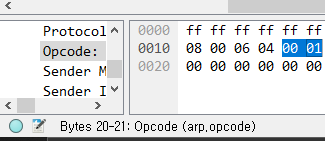 Protocol
Opcode:
Sender M
Sender I
0000 ff ff ff ff ff ff
0010 08 00 06 04 00 01
0020 00 00 00 00 00 00
Bytes 20-21: Opcode (arp.opcode)